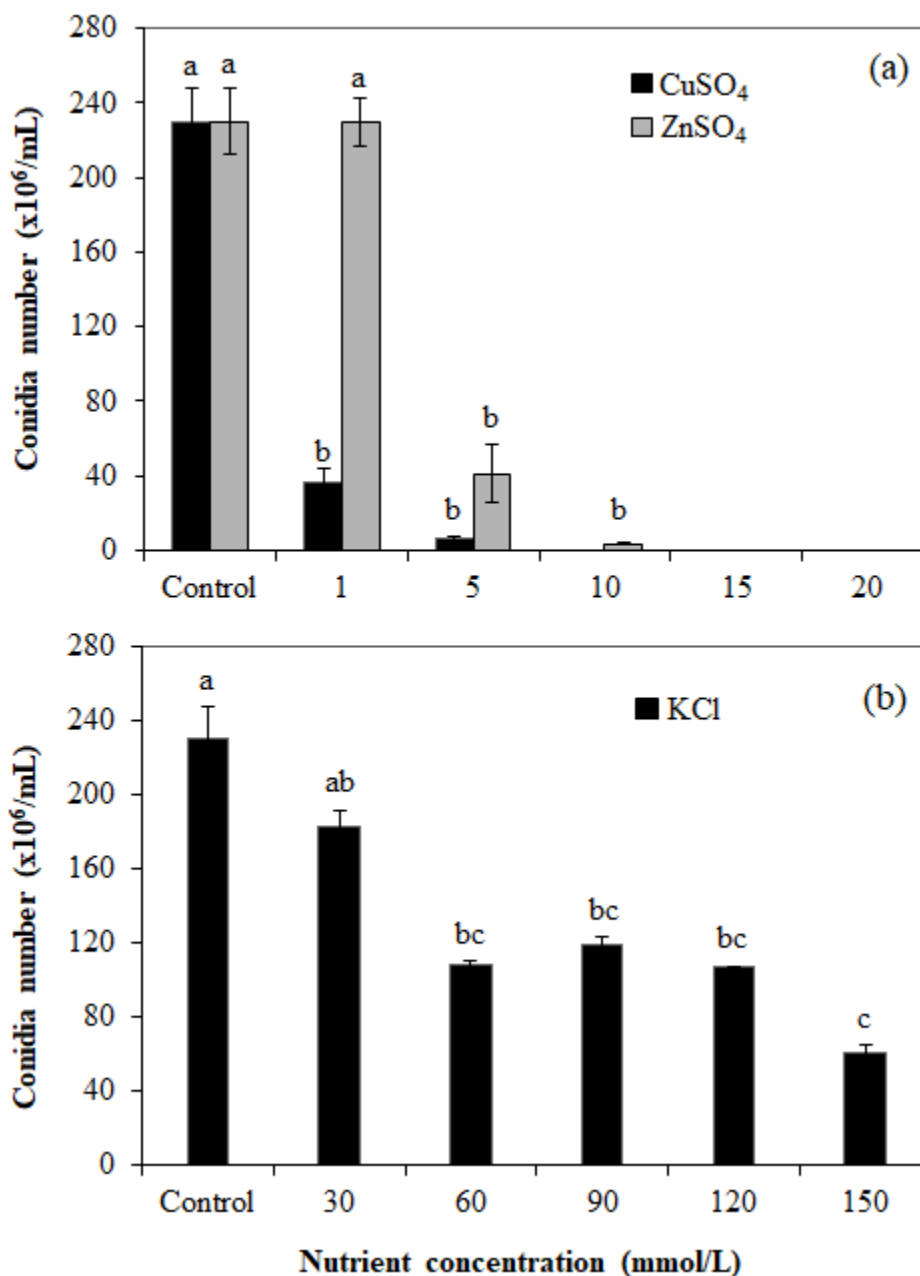 280
240
200
160
120
80
40
0
Conidia number (x10⁶/mL)
a a a
b
b b
b
(a)
CuSO₄
ZnSO₄
Control 1 5 10 15 20
280
240
200
160
120
80
40
0
Conidia number (x10⁶/mL)
a
ab
bc bc bc
c
(b)
KCl
Control 30 60 90 120 150
Nutrient concentration (mmol/L)